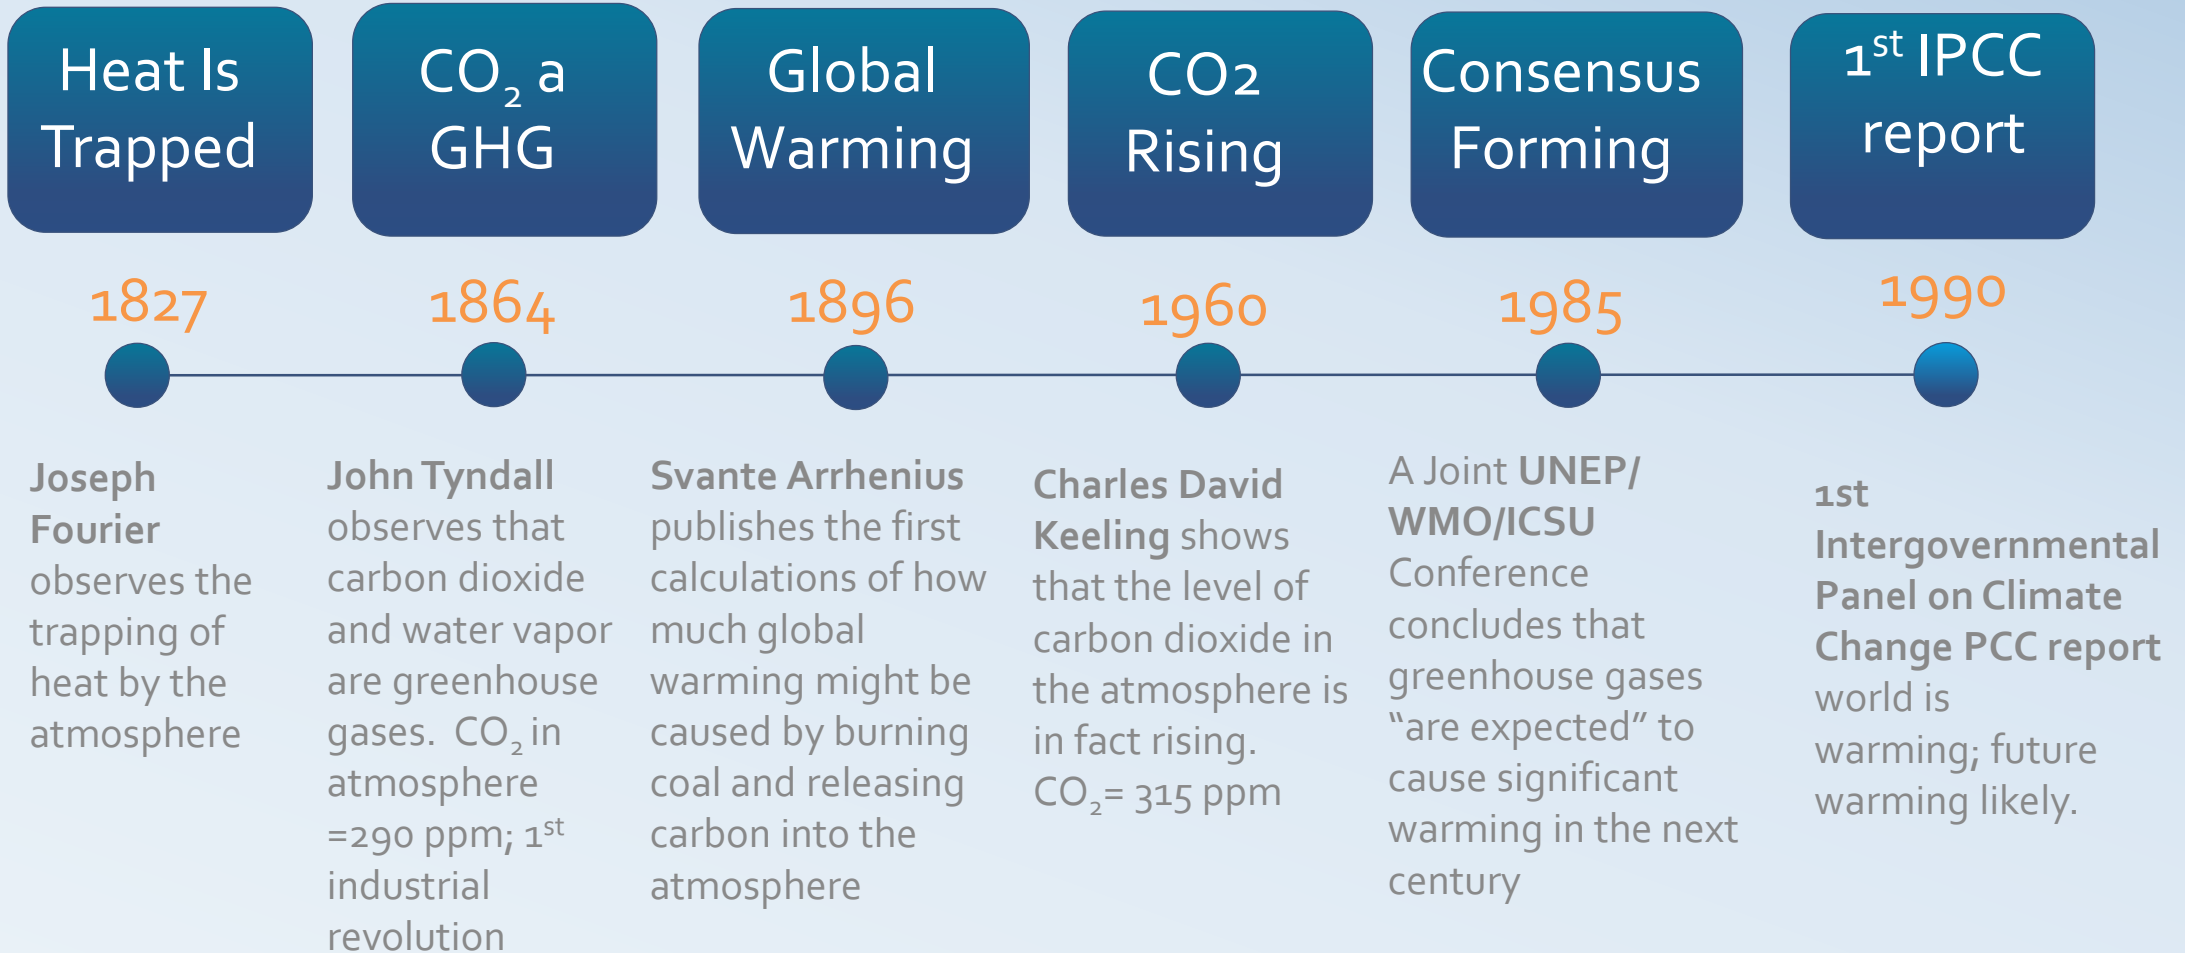 Heat Is
Trapped
CO₂ a
GHG
Global
Warming
CO2
Rising
Consensus
Forming
1st IPCC
report
1827
1864
1896
1960
1985
1990
Joseph
Fourier
observes the
trapping of
heat by the
atmosphere
John Tyndall
observes that
carbon dioxide
and water vapor
are greenhouse
gases. CO₂ in
atmosphere
=290 ppm; 1st
industrial
revolution
Svante Arrhenius
publishes the first
calculations of how
much global
warming might be
caused by burning
coal and releasing
carbon into the
atmosphere
Charles David
Keeling shows
that the level of
carbon dioxide in
the atmosphere is
in fact rising.
CO₂= 315 ppm
A Joint UNEP/
WMO/ICSU
Conference
concludes that
greenhouse gases
“are expected” to
cause significant
warming in the next
century
1st
Intergovernmental
Panel on Climate
Change PCC report
world is
warming; future
warming likely.